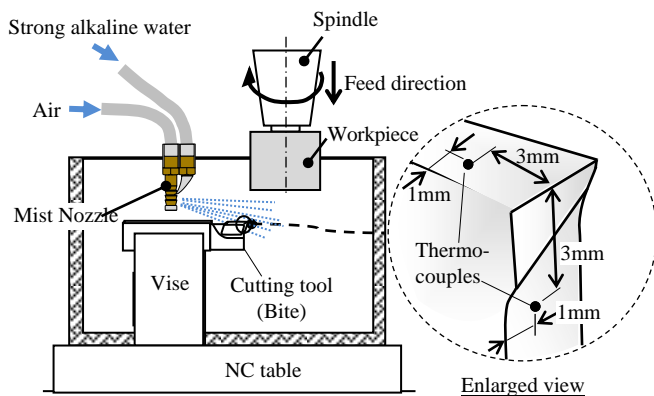 Strong alkaline water
Air
Mist Nozzle
Spindle
Feed direction
Workpiece
Vise
Cutting tool
(Bite)
NC table
3mm
1mm
Thermo-
couples
3mm
1mm
Enlarged view